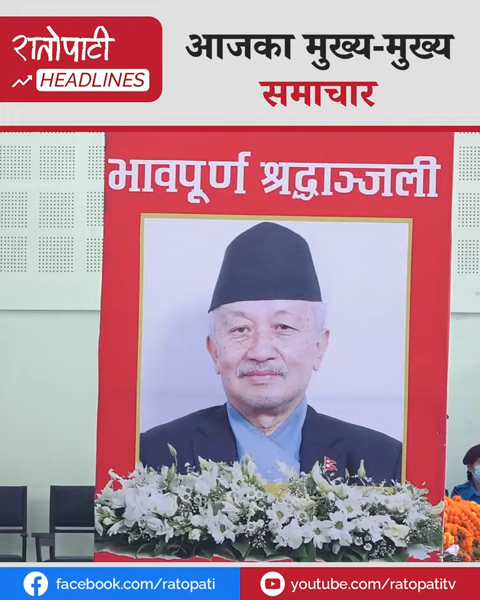 रातोपाटी
HEADLINES
आजका मुख्य-मुख्य
समाचार
भावपूर्ण श्रद्धाञ्जली
facebook.com/ratopati
youtube.com/ratopatitv